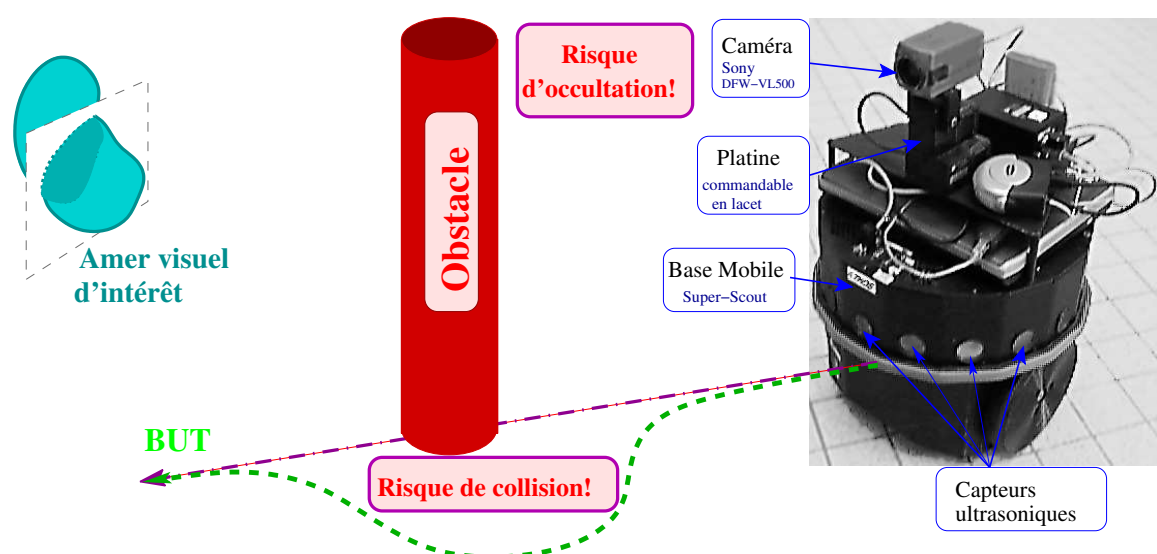 Risque
d'occultation!
Caméra
Sony
DFW−VL500
Platine
commandable
en lacet
Obstacle
Amer visuel
d'intérêt
Base Mobile
Super−Scout
ATHOS
BUT
Risque de collision!
Capteurs
ultrasoniques